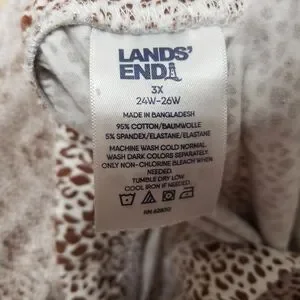 LANDS'
END
3X
24W-26W
MADE IN BANGLADESH
95% COTTON/BAUMWOLLE
5% SPANDEX/ELASTANE/ELASTANE
MACHINE WASH COLD NORMAL.
WASH DARK COLORS SEPARATELY.
ONLY NON-CHLORINE BLEACH WHEN
NEEDED.
TUMBLE DRY LOW.
COOL IRON IF NEEDED.
RN